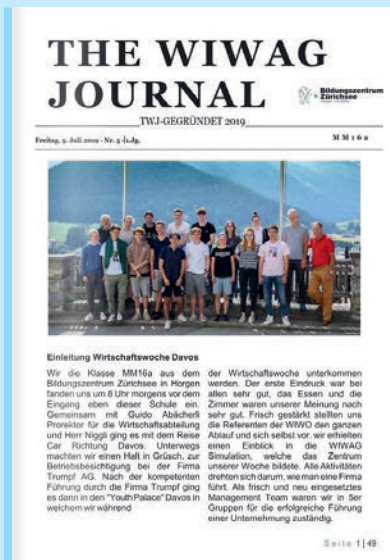 THE WIWAG
JOURNAL
Bildungszentrum
Zürichsee
TWJ-GEGRÜNDET 2019
Freitag, 5. Juli 2019 - Nr. 5 -|1.Jg.
MM16a
Einleitung Wirtschaftswoche Davos
Wir die Klasse MM16a aus dem
Bildungszentrum Zürichsee in Horgen
fanden uns um 8 Uhr morgens vor dem
Eingang eben dieser Schule ein.
Gemeinsam mit Guido Abächerli
Prorektor für die Wirtschaftsabteilung
und Herr Niggli ging es mit dem Reise
Car Richtung Davos. Unterwegs
machten wir einen Halt in Grüsch, zur
Betriebsbesichtigung bei der Firma
Trumpf AG. Nach der kompetenten
Führung durch die Firma Trumpf ging
es dann in den "Youth Palace" Davos in
welchem wir während
der Wirtschaftswoche unterkommen
werden. Der erste Eindruck war bei
allen sehr gut, das Essen und die
Zimmer waren unserer Meinung nach
sehr gut. Frisch gestärkt stellten uns
die Referenten der WIWO den ganzen
Ablauf und sich selbst vor. wir erhielten
einen Einblick in die WIWAG
Simulation, welche das Zentrum
unserer Woche bildete. Alle Aktivitäten
drehten sich darum, wie man eine Firma
führt. Als frisch und neu eingesetztes
Management Team waren wir in 5er
Gruppen für die erfolgreiche Führung
einer Unternehmung zuständig.
Seite 1 | 49